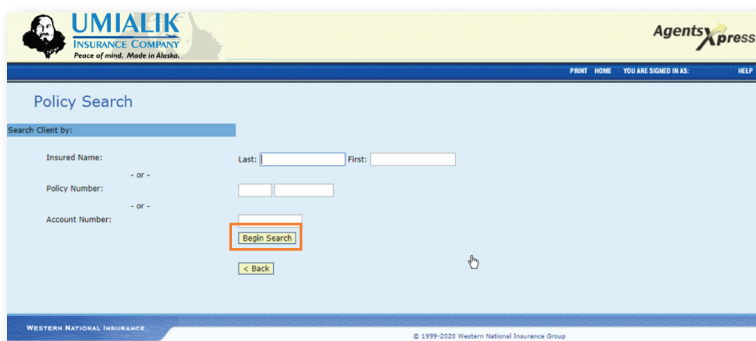 UMIALIK
INSURANCE COMPANY
Peace of mind. Made in Alaska.
AgentsXpress
PRINT HOME YOU ARE SIGNED IN AS: HELP
Policy Search
Search Client by:
Insured Name: Last: First:
- or -
Policy Number:
- or -
Account Number:
Begin Search
< Back
WESTERN NATIONAL INSURANCE
© 1999-2020 Western National Insurance Group